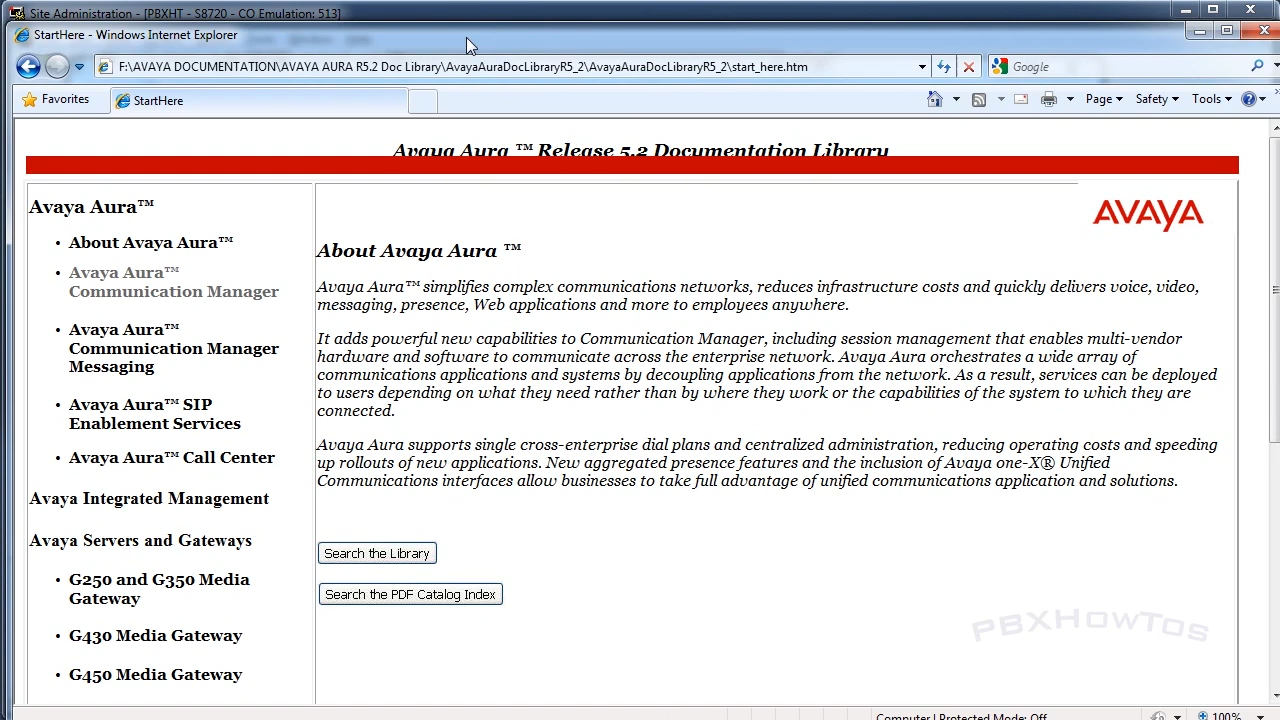 Site Administration - [PBXHT - S8720 - CO Emulation: 513]
StartHere - Windows Internet Explorer
F:\AVAYA DOCUMENTATION\AVAYA AURA R5.2 Doc Library\AvayaAuraDocLibraryR5_2\AvayaAuraDocLibraryR5_2\start_here.htm
Google
Favorites
StartHere
Page
Safety
Tools
Avaya Aura ™ Release 5.2 Documentation Library
Avaya Aura™
• About Avaya Aura™
• Avaya Aura™
Communication Manager
• Avaya Aura™
Communication Manager
Messaging
• Avaya Aura™ SIP
Enablement Services
• Avaya Aura™ Call Center
Avaya Integrated Management
Avaya Servers and Gateways
• G250 and G350 Media
Gateway
• G430 Media Gateway
• G450 Media Gateway
AVAYA
About Avaya Aura ™
Avaya Aura™ simplifies complex communications networks, reduces infrastructure costs and quickly delivers voice, video,
messaging, presence, Web applications and more to employees anywhere.
It adds powerful new capabilities to Communication Manager, including session management that enables multi-vendor
hardware and software to communicate across the enterprise network. Avaya Aura orchestrates a wide array of
communications applications and systems by decoupling applications from the network. As a result, services can be deployed
to users depending on what they need rather than by where they work or the capabilities of the system to which they are
connected.
Avaya Aura supports single cross-enterprise dial plans and centralized administration, reducing operating costs and speeding
up rollouts of new applications. New aggregated presence features and the inclusion of Avaya one-X® Unified
Communications interfaces allow businesses to take full advantage of unified communications application and solutions.
Search the Library
Search the PDF Catalog Index
PBXHowTos
Computer | Protected Mode: Off
100%